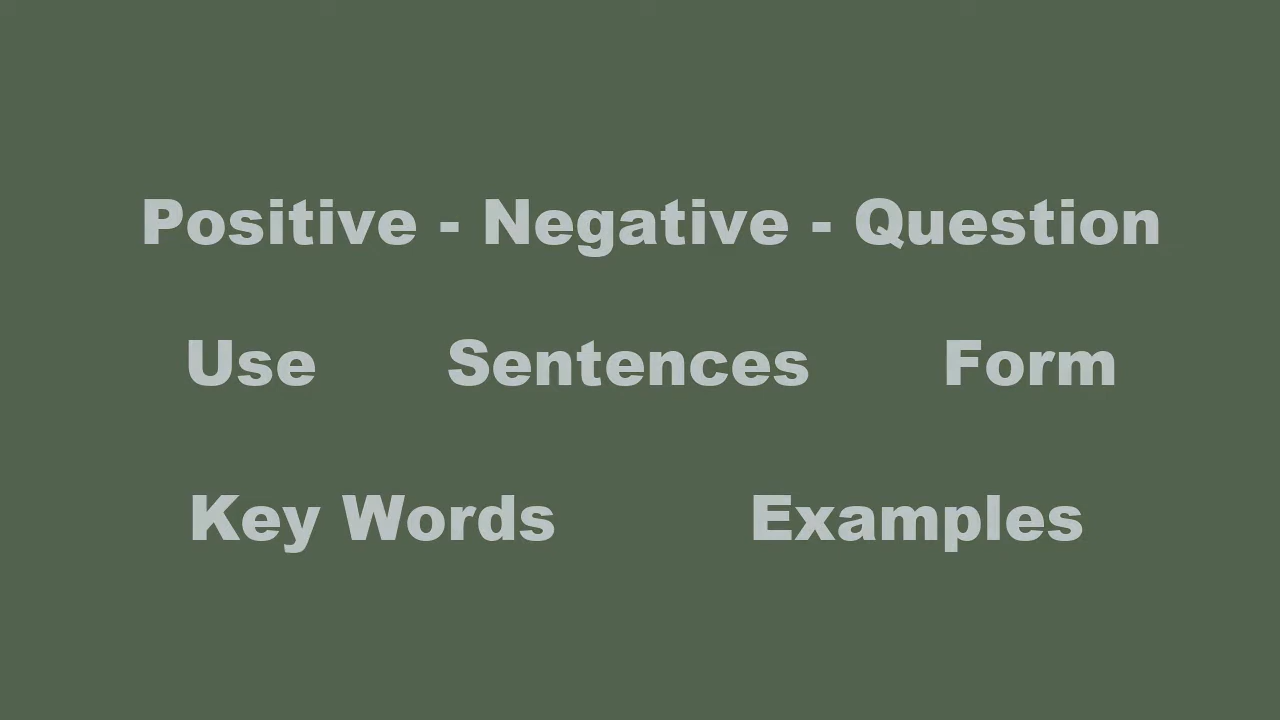 Positive - Negative - Question
Use Sentences Form
Key Words Examples